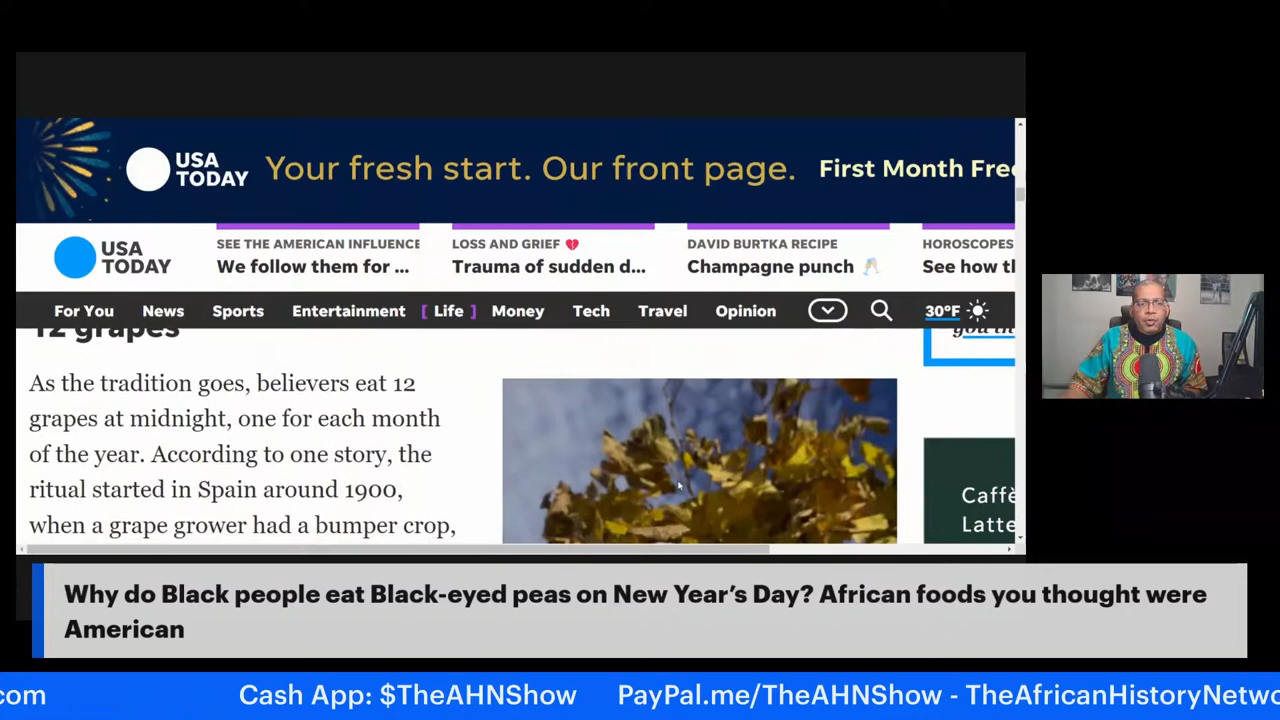 USA
TODAY
Your fresh start. Our front page.
First Month Free
USA
TODAY
SEE THE AMERICAN INFLUENCE
We follow them for ...
LOSS AND GRIEF 💔
Trauma of sudden d...
DAVID BURTKA RECIPE
Champagne punch 🥂
HOROSCOPES
See how th
For You
News
Sports
Entertainment
[ Life ]
Money
Tech
Travel
Opinion
30°F
12 grapes
As the tradition goes, believers eat 12
grapes at midnight, one for each month
of the year. According to one story, the
ritual started in Spain around 1900,
when a grape grower had a bumper crop,
Caffè
Latte
Why do Black people eat Black-eyed peas on New Year's Day? African foods you thought were
American
com Cash App: $TheAHNShow PayPal.me/TheAHNShow - TheAfricanHistoryNetwo